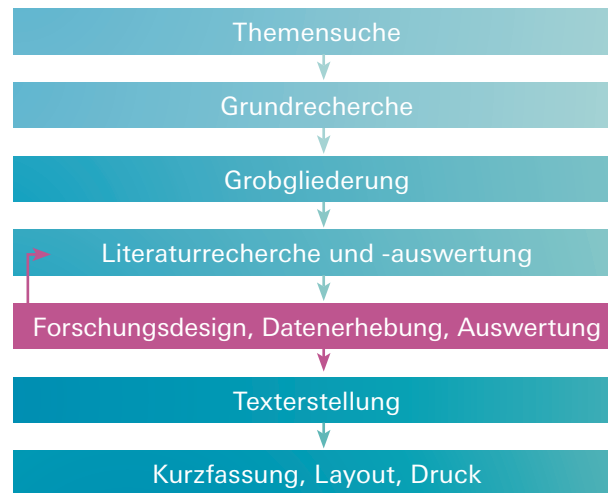 Themensuche
Grundrecherche
Grobgliederung
Literaturrecherche und -auswertung
Forschungsdesign, Datenerhebung, Auswertung
Texterstellung
Kurzfassung, Layout, Druck